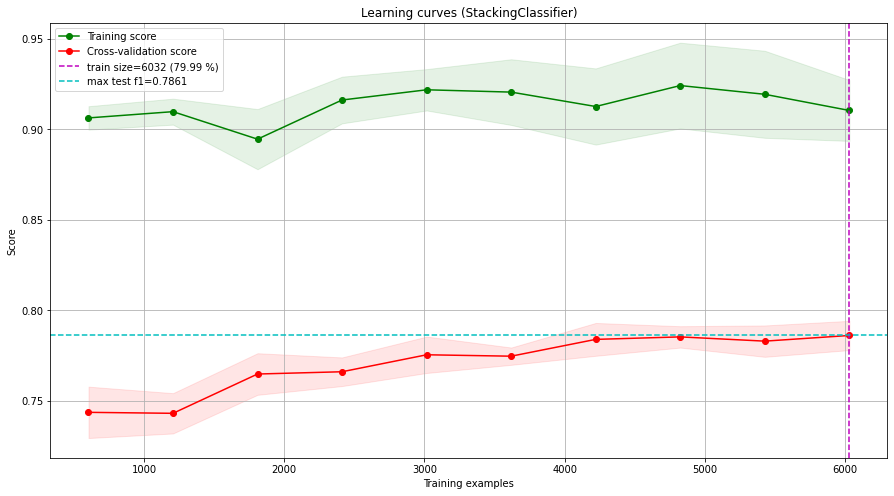 Learning curves (StackingClassifier)
Training score
Cross-validation score
train size=6032 (79.99 %)
max test f1=0.7861
0.95
0.90
0.85
0.80
0.75
Score
1000 2000 3000 4000 5000 6000
Training examples